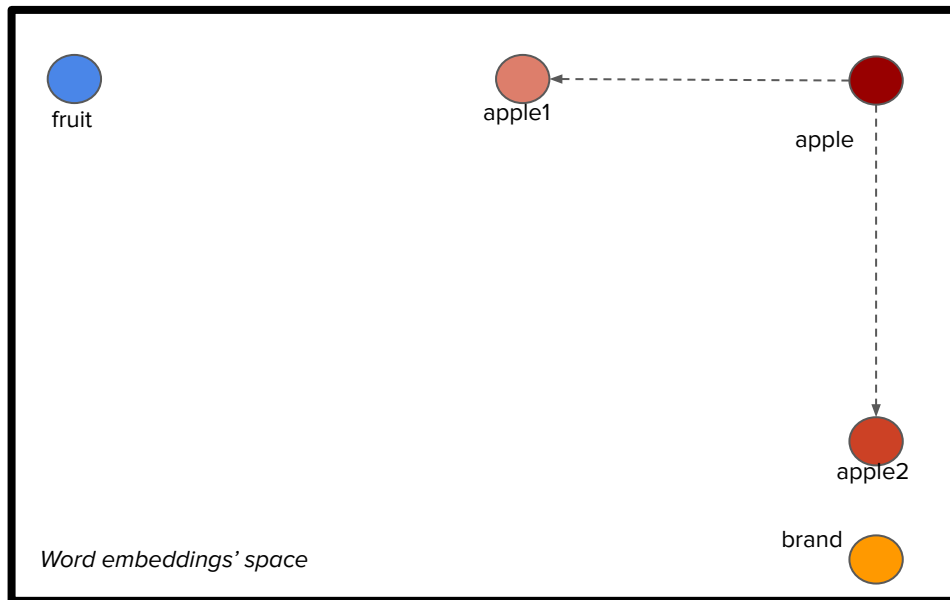 fruit
apple1
apple
apple2
brand
Word embeddings’ space